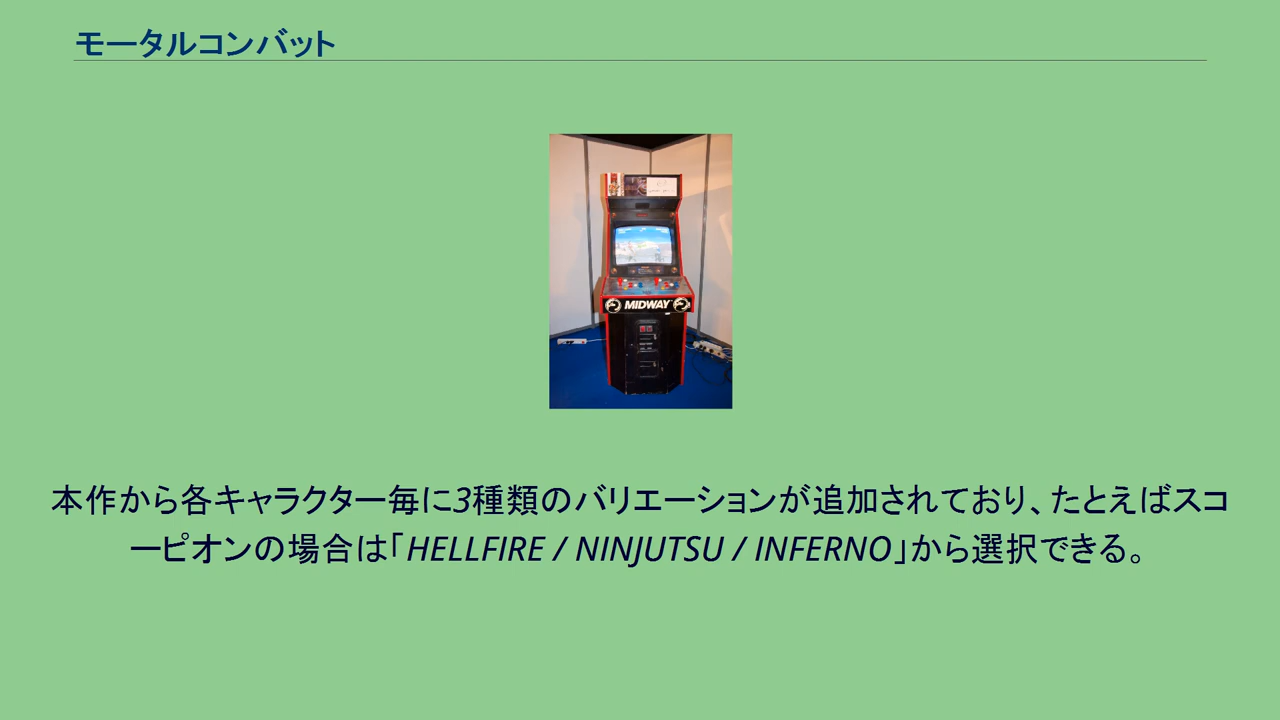 モータルコンバット
MIDWAY
本作から各キャラクター毎に3種類のバリエーションが追加されており、たとえばスコ
ーピオンの場合は「HELLFIRE / NINJUTSU / INFERNO」から選択できる。